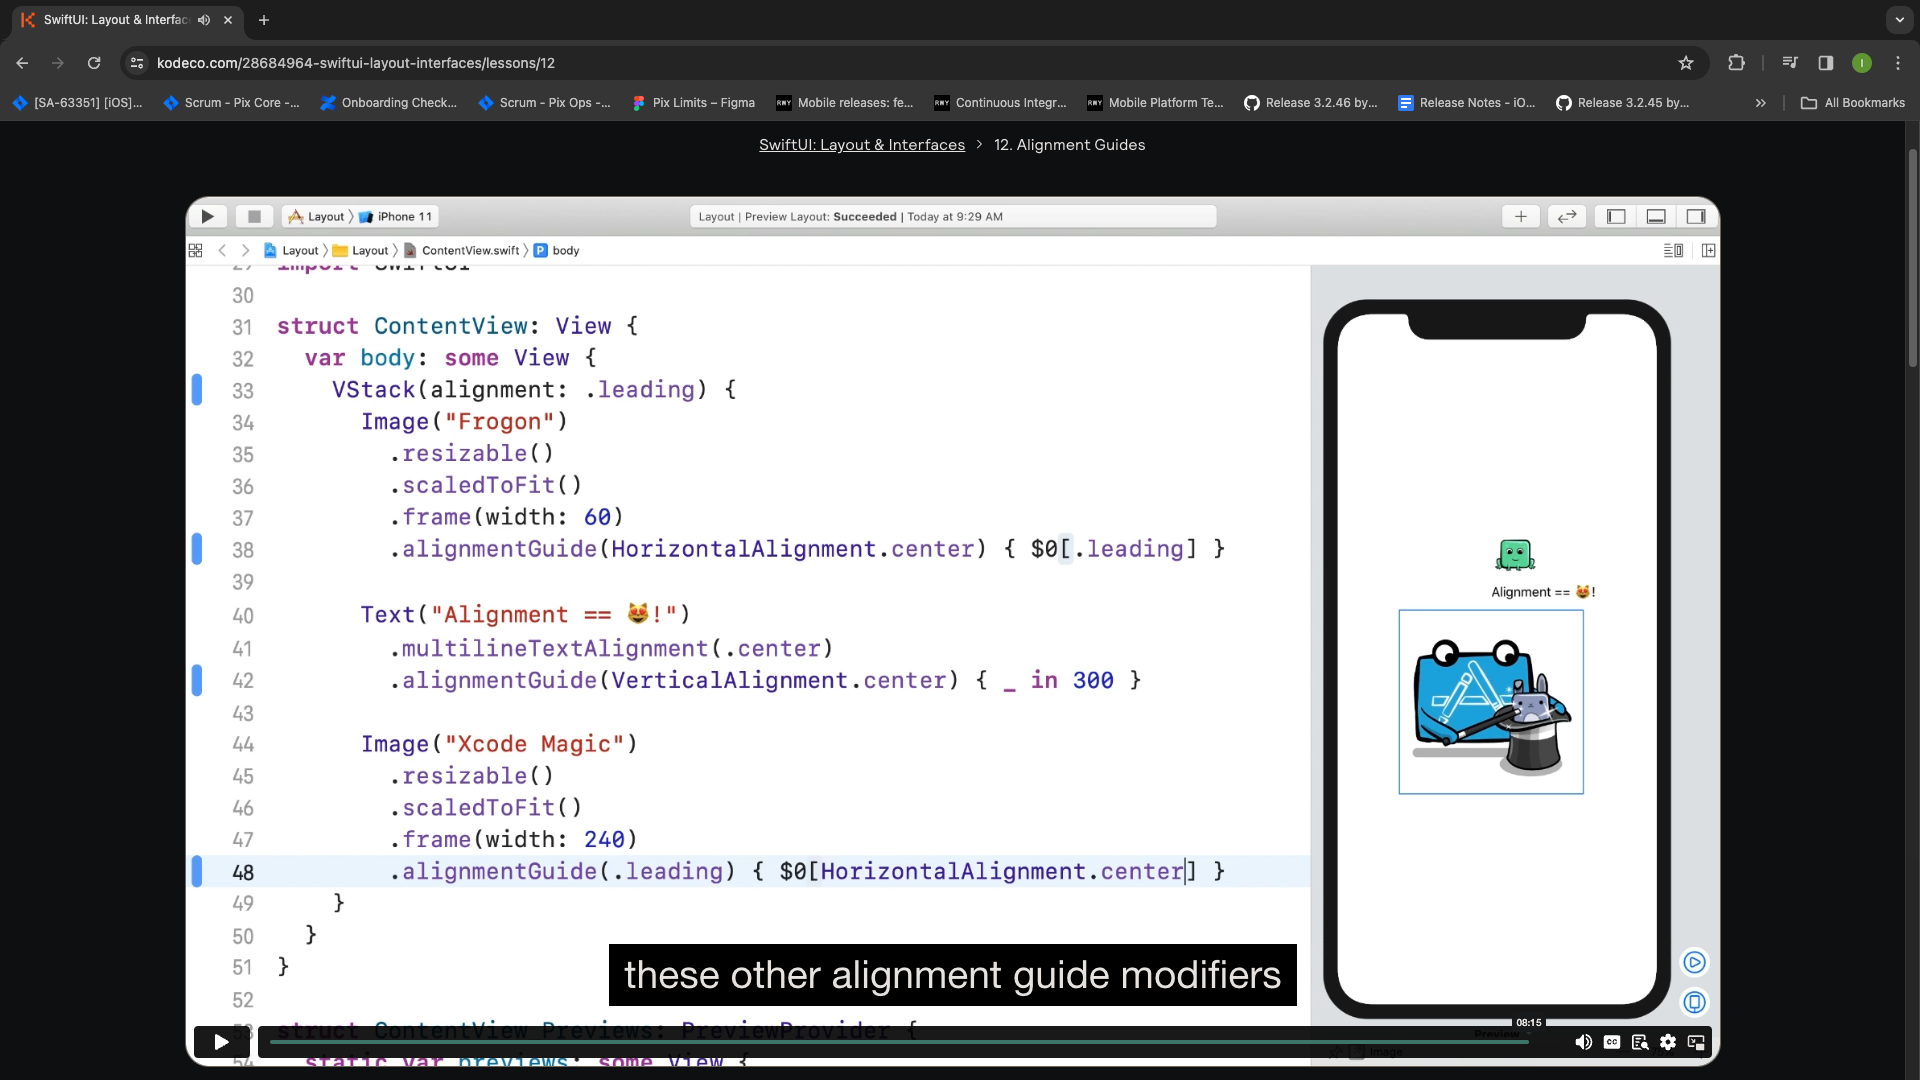 SwiftUI: Layout & Interfac
kodeco.com/28684964-swiftui-layout-interfaces/lessons/12
[SA-63351] [iOS]... Scrum - Pix Core -... Onboarding Check... Scrum - Pix Ops -... Pix Limits – Figma Mobile releases: fe... Continuous Integr... Mobile Platform Te... Release 3.2.46 by... Release Notes - iO... Release 3.2.45 by... » All Bookmarks
SwiftUI: Layout & Interfaces > 12. Alignment Guides
Layout > iPhone 11 Layout | Preview Layout: Succeeded | Today at 9:29 AM
Layout > Layout > ContentView.swift > P body
29 import SwiftUI
30
31 struct ContentView: View {
32 var body: some View {
33 VStack(alignment: .leading) {
34 Image("Frogon")
35 .resizable()
36 .scaledToFit()
37 .frame(width: 60)
38 .alignmentGuide(HorizontalAlignment.center) { $0[.leading] }
39
40 Text("Alignment == 😻!")
41 .multilineTextAlignment(.center)
42 .alignmentGuide(VerticalAlignment.center) { _ in 300 }
43
44 Image("Xcode Magic")
45 .resizable()
46 .scaledToFit()
47 .frame(width: 240)
48 .alignmentGuide(.leading) { $0[HorizontalAlignment.center] }
49 }
50 }
51 }
52
53 struct ContentView_Previews: PreviewProvider {
54 static var previews: some View {
Alignment == 😻!
these other alignment guide modifiers
08:15
Preview
Image
CC